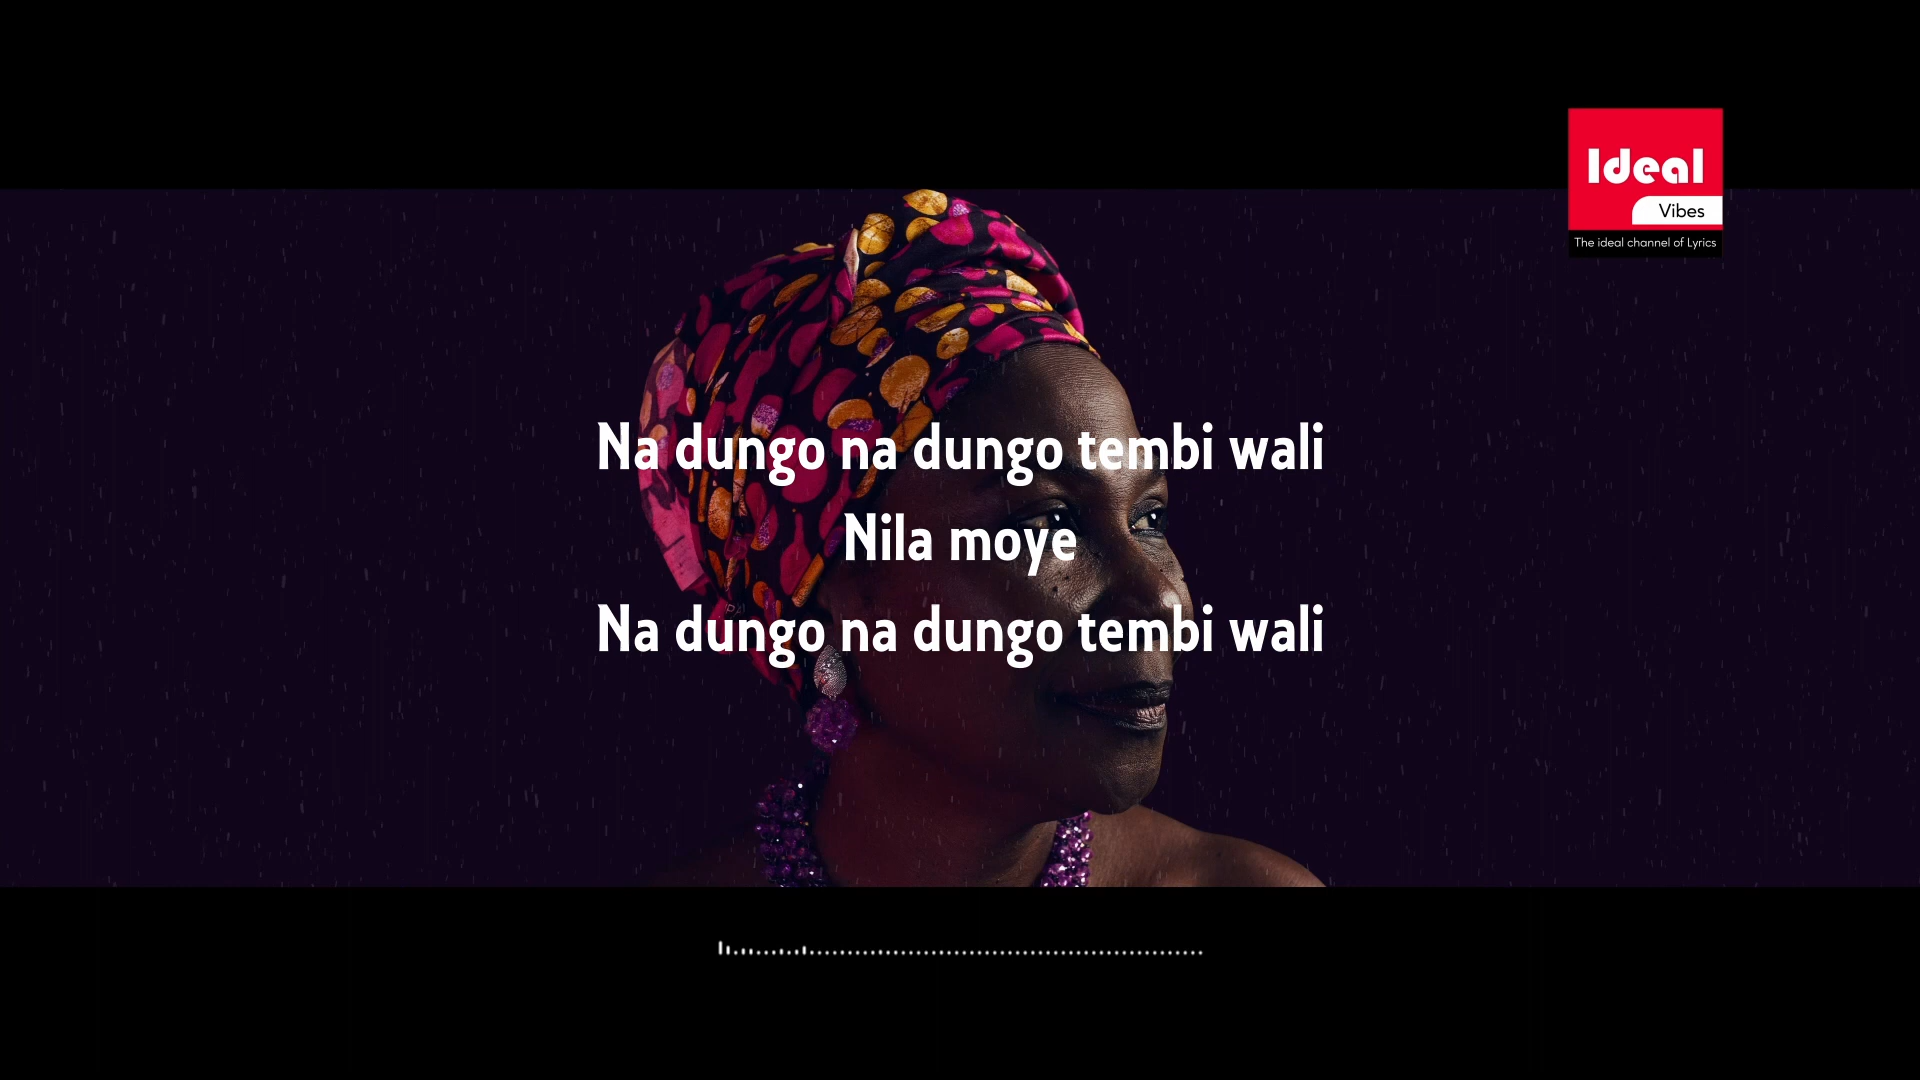 Ideal
Vibes
The ideal channel of Lyrics
Na dungo na dungo tembi wali
Nila moye
Na dungo na dungo tembi wali